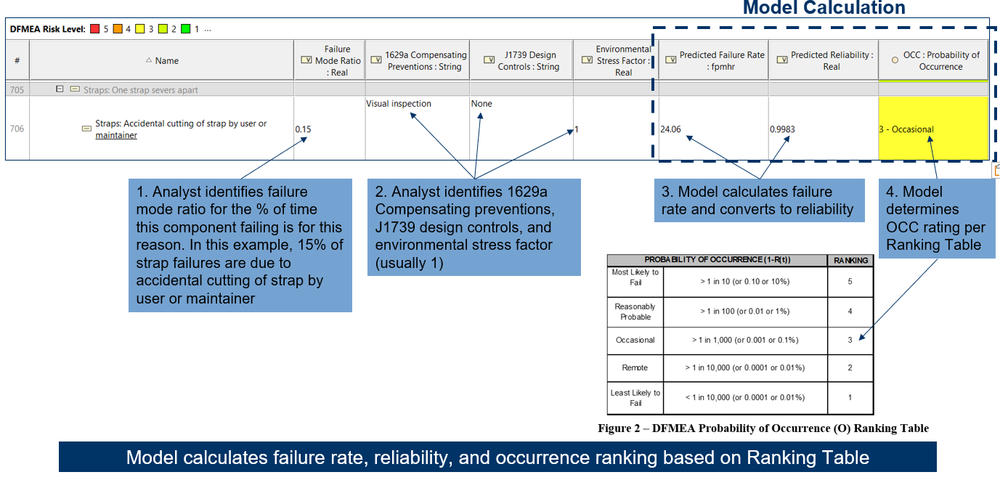 Model Calculation
DFMEA Risk Level: 5 4 3 2 1 ...
#
Name
Failure
Mode Ratio
: Real
1629a Compensating
Preventions : String
J1739 Design
Controls : String
Environmental
Stress Factor :
Real
Predicted Failure Rate
: fpmhr
Predicted Reliability :
Real
OCC : Probability of
Occurrence
705
Straps: One strap severs apart
706
Straps: Accidental cutting of strap by user or
maintainer
0.15
Visual inspection
None
1
24.06
0.9983
3 - Occasional
1. Analyst identifies failure
mode ratio for the % of time
this component failing is for this
reason. In this example, 15% of
strap failures are due to
accidental cutting of strap by
user or maintainer
2. Analyst identifies 1629a
Compensating preventions,
J1739 design controls, and
environmental stress factor
(usually 1)
3. Model calculates failure
rate and converts to reliability
4. Model
determines
OCC rating per
Ranking Table
PROBABILITY OF OCCURRENCE (1-R(t)) RANKING
Most Likely to
Fail
> 1 in 10 (or 0.10 or 10%)
5
Reasonably
Probable
> 1 in 100 (or 0.01 or 1%)
4
Occasional
> 1 in 1,000 (or 0.001 or 0.1%)
3
Remote
> 1 in 10,000 (or 0.0001 or 0.01%)
2
Least Likely to
Fail
< 1 in 10,000 (or 0.0001 or 0.01%)
1
Figure 2 – DFMEA Probability of Occurrence (O) Ranking Table
Model calculates failure rate, reliability, and occurrence ranking based on Ranking Table